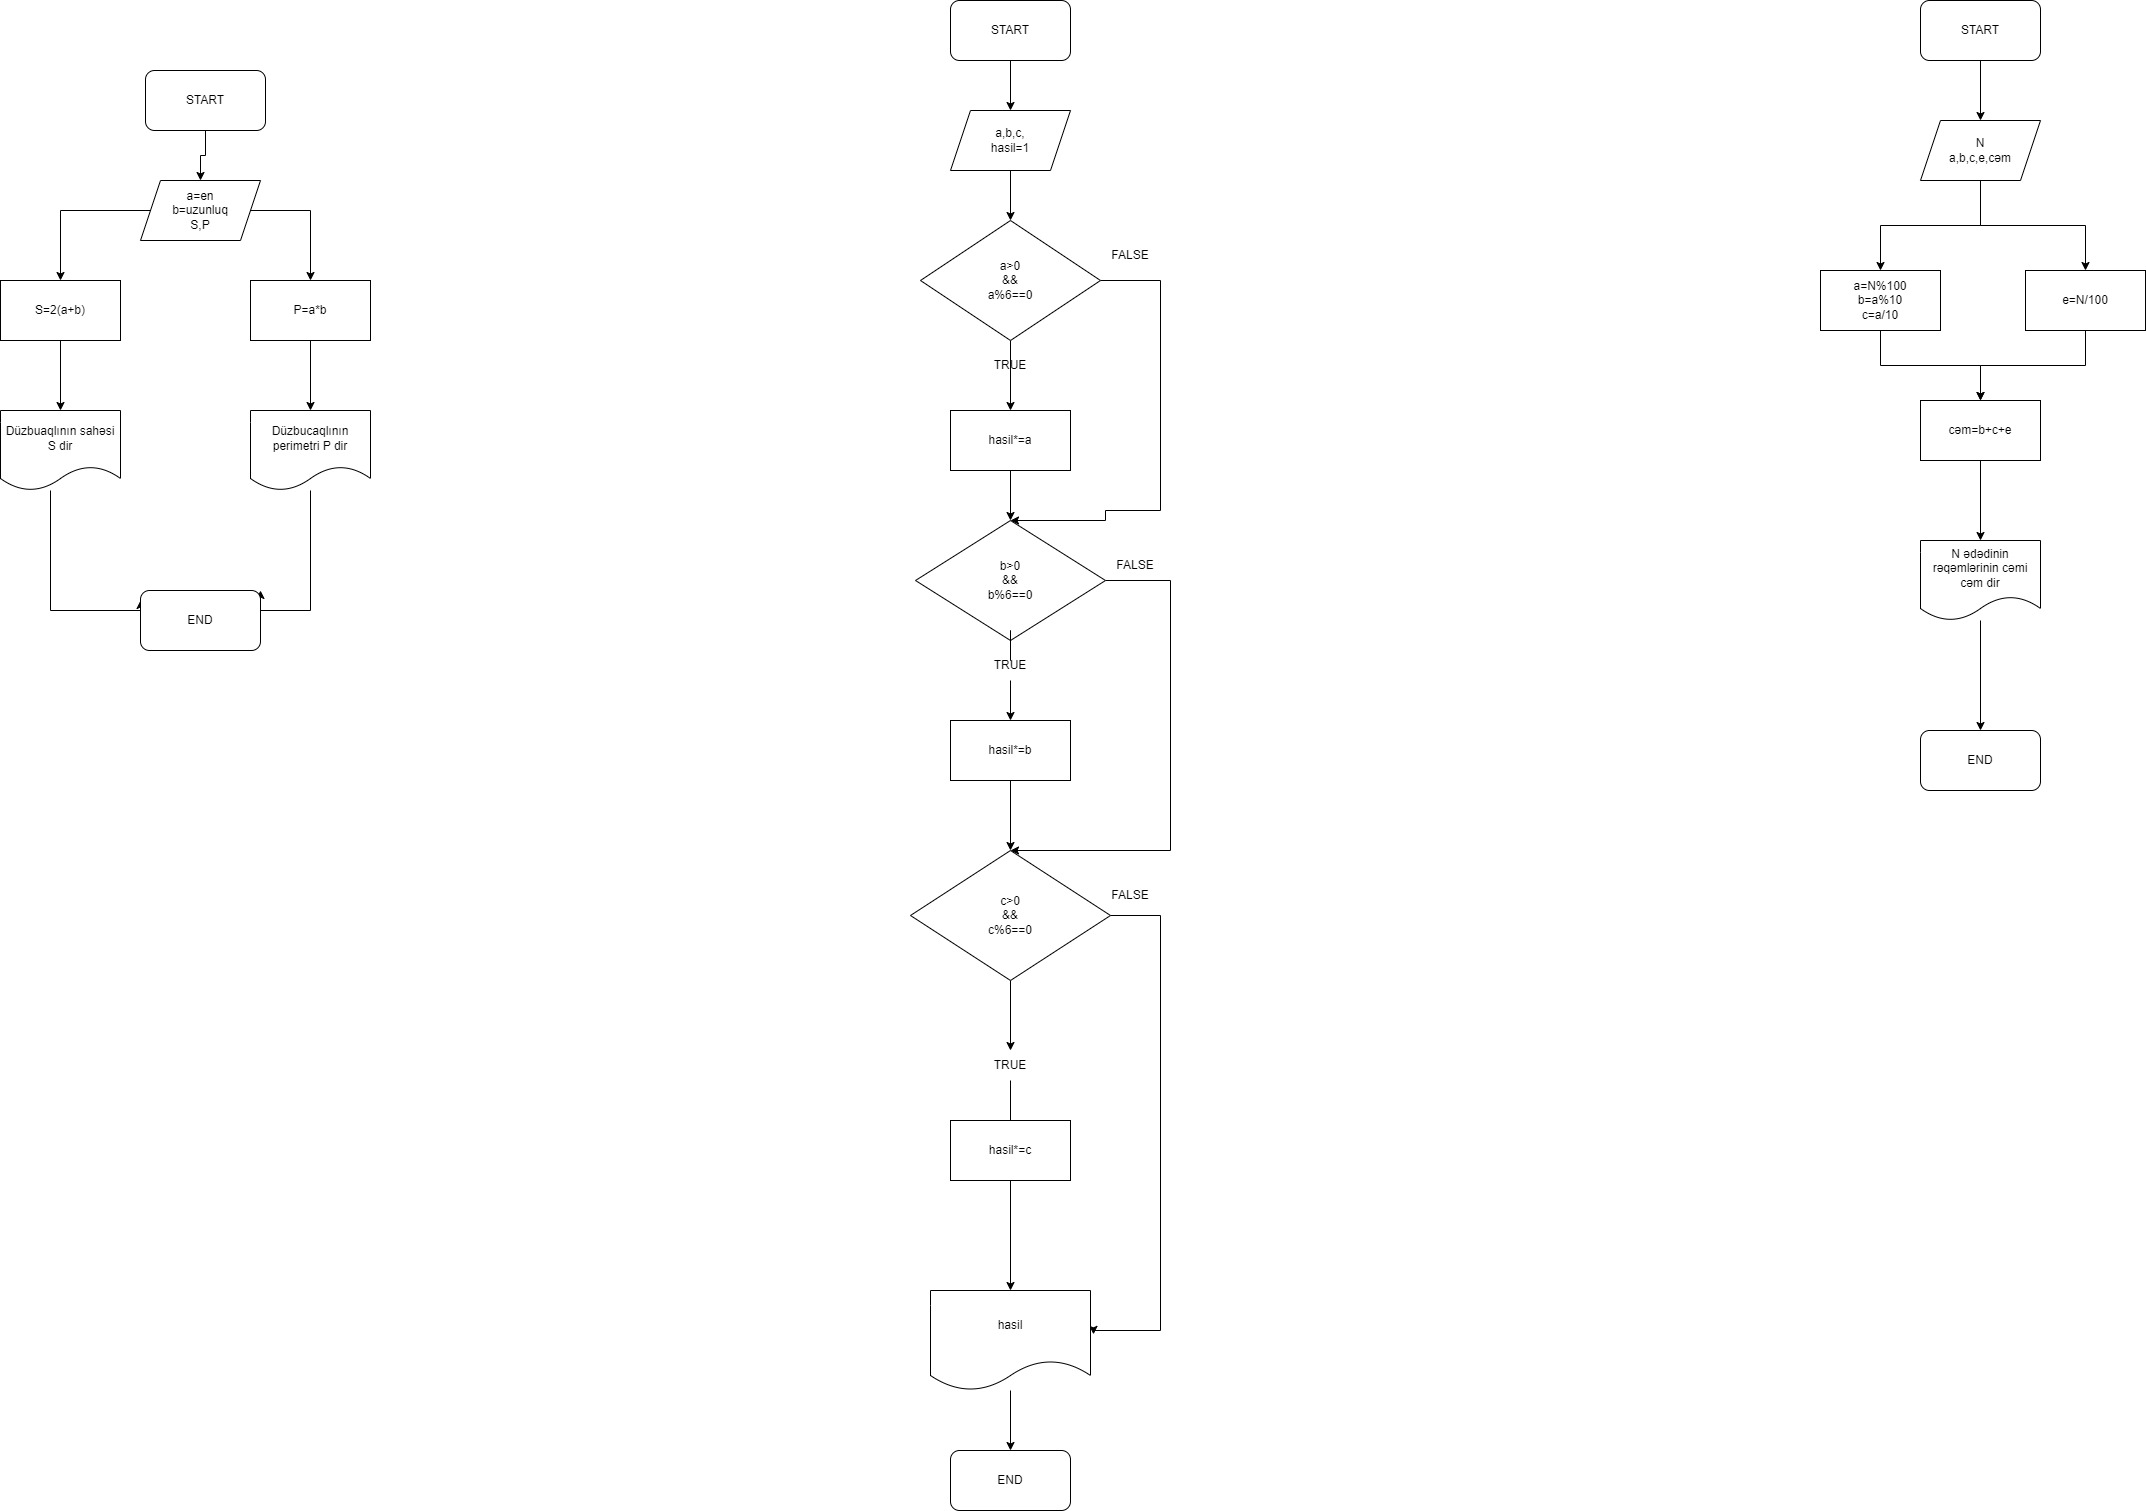 START
a=en
b=uzunluq
S,P
S=2(a+b)
P=a*b
Düzbuaqlının sahəsi
S dir
Düzbucaqlının
perimetri P dir
END
START
a,b,c,
hasil=1
a>0
&&
a%6==0
FALSE
TRUE
hasil*=a
b>0
&&
b%6==0
FALSE
TRUE
hasil*=b
c>0
&&
c%6==0
FALSE
TRUE
hasil*=c
hasil
END
START
N
a,b,c,e,cəm
a=N%100
b=a%10
c=a/10
e=N/100
cəm=b+c+e
N ədədinin
rəqəmlərinin cəmi
cəm dir
END